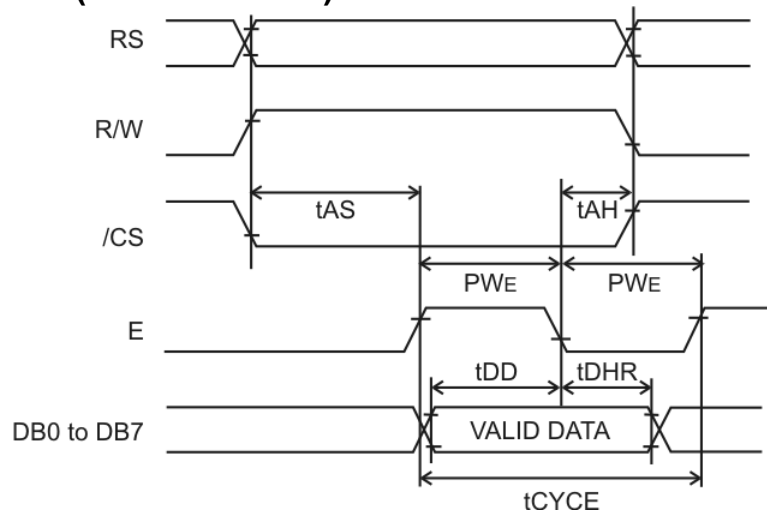 RS
R/W
tAS
tAH
/CS
PWE
PWE
E
tDD
tDHR
DB0 to DB7
VALID DATA
tCYCE